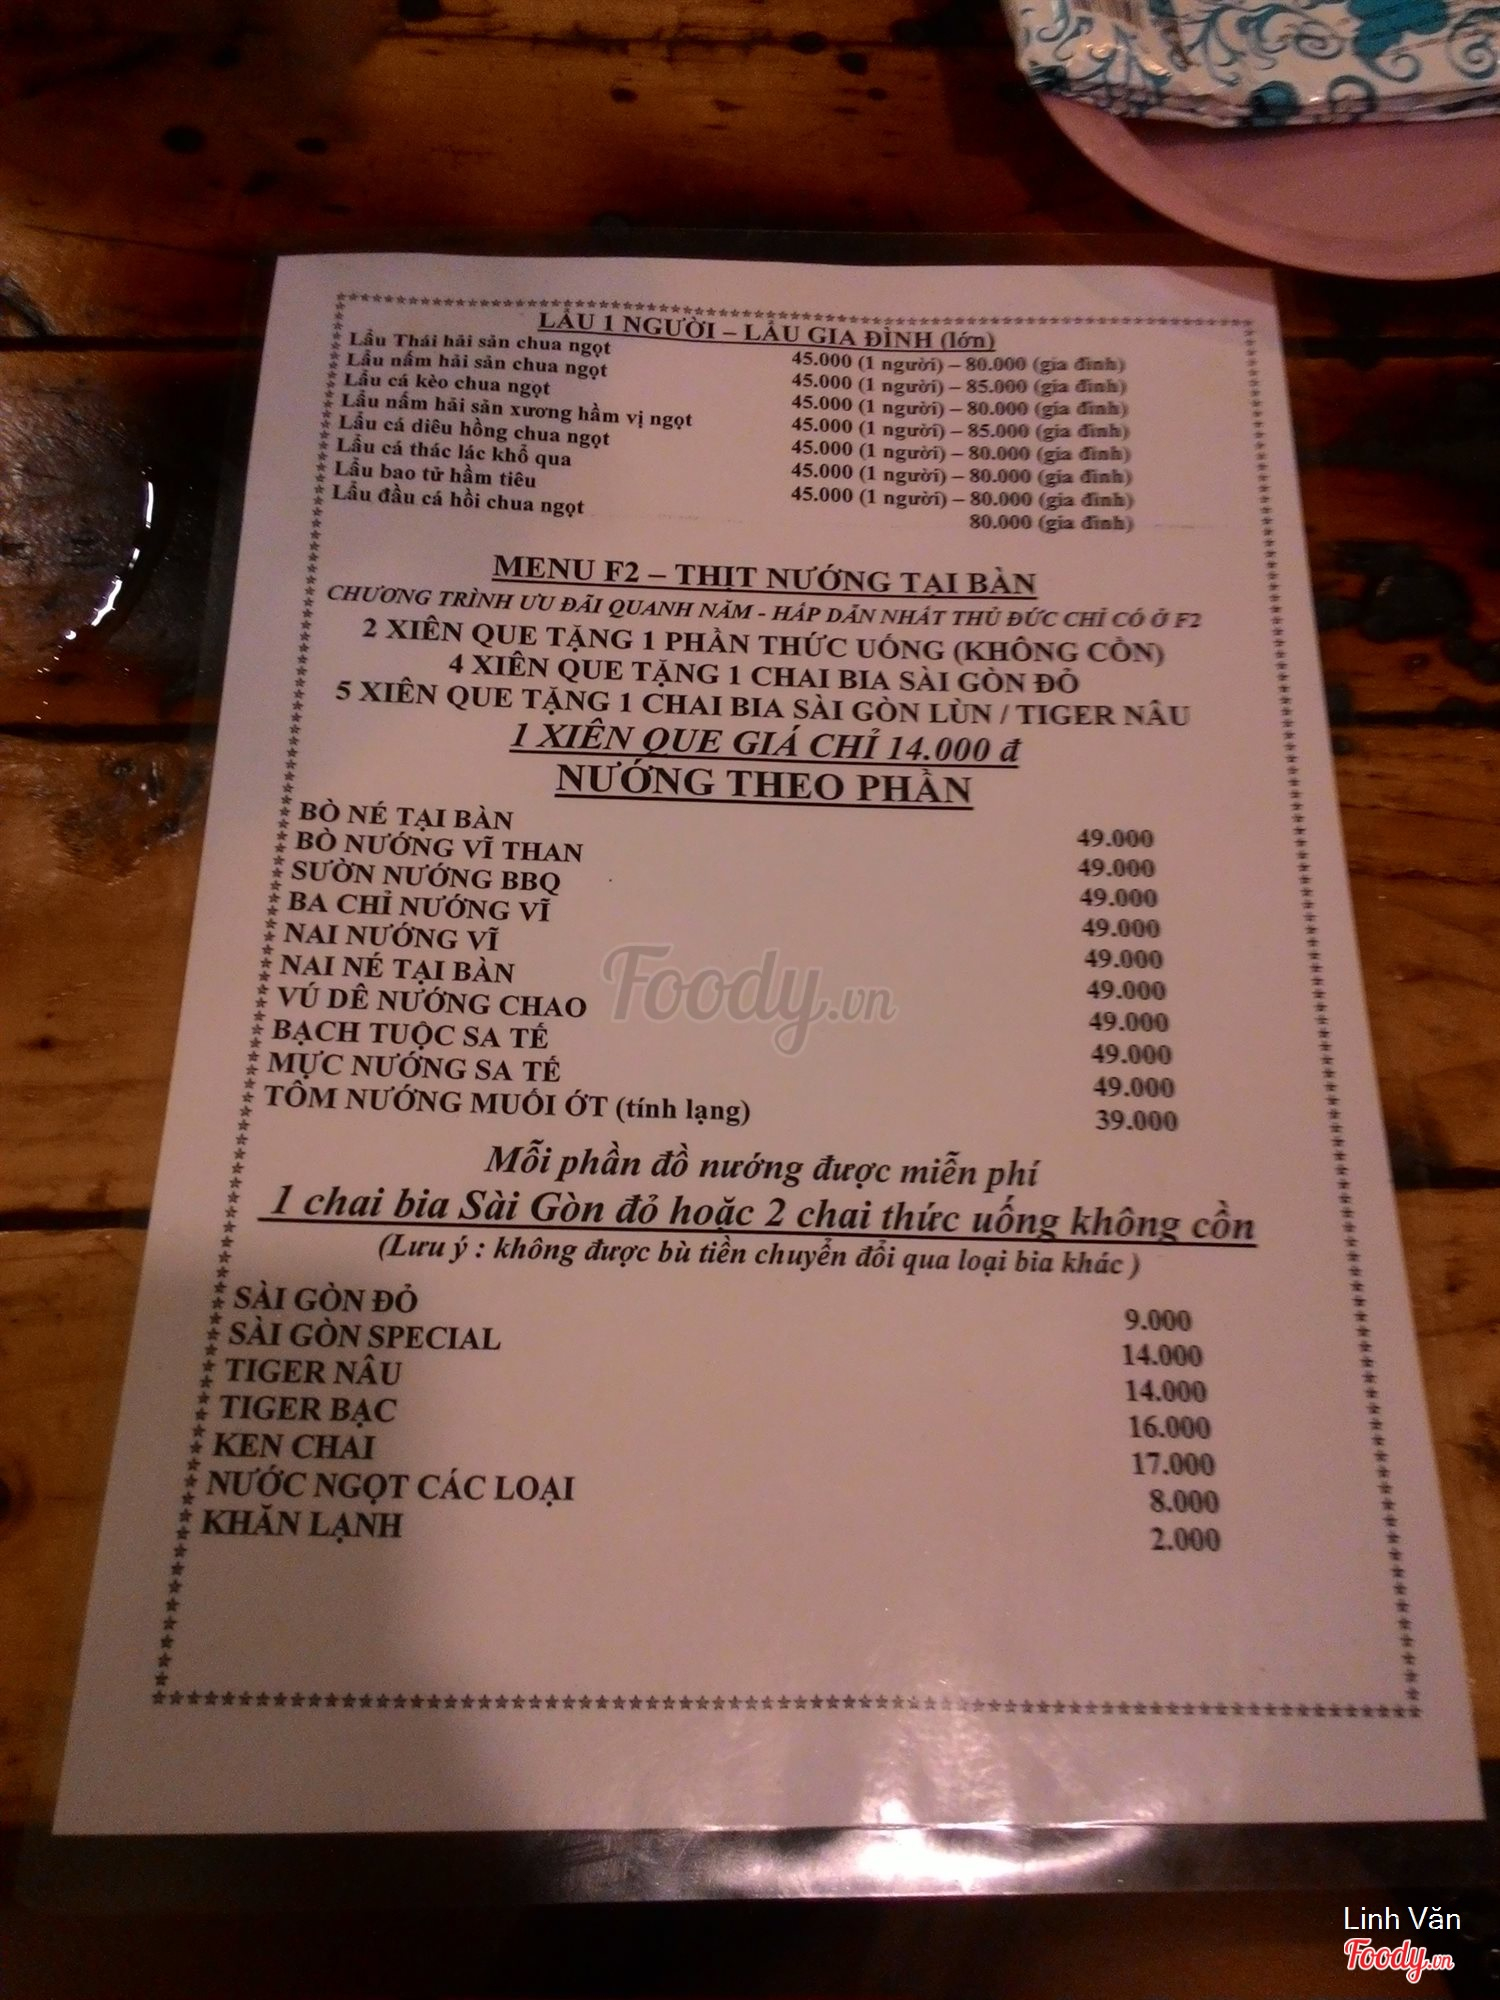 LẨU 1 NGƯỜI – LẨU GIA ĐÌNH (lớn)
Lẩu Thái hải sản chua ngọt 45.000 (1 người) – 80.000 (gia đình)
Lẩu nấm hải sản chua ngọt 45.000 (1 người) – 85.000 (gia đình)
Lẩu cá kèo chua ngọt 45.000 (1 người) – 80.000 (gia đình)
Lẩu nấm hải sản xương hầm vị ngọt 45.000 (1 người) – 85.000 (gia đình)
Lẩu cá diêu hồng chua ngọt 45.000 (1 người) – 80.000 (gia đình)
Lẩu cá thác lác khổ qua 45.000 (1 người) – 80.000 (gia đình)
Lẩu bao tử hầm tiêu 45.000 (1 người) – 80.000 (gia đình)
Lẩu đầu cá hồi chua ngọt 80.000 (gia đình)
MENU F2 – THỊT NƯỚNG TẠI BÀN
CHƯƠNG TRÌNH ƯU ĐÃI QUANH NĂM - HẤP DẪN NHẤT THỦ ĐỨC CHỈ CÓ Ở F2
2 XIÊN QUE TẶNG 1 PHẦN THỨC UỐNG (KHÔNG CỒN)
4 XIÊN QUE TẶNG 1 CHAI BIA SÀI GÒN ĐỎ
5 XIÊN QUE TẶNG 1 CHAI BIA SÀI GÒN LÙN / TIGER NÂU
1 XIÊN QUE GIÁ CHỈ 14.000 đ
NƯỚNG THEO PHẦN
BÒ NÉ TẠI BÀN 49.000
BÒ NƯỚNG VĨ THAN 49.000
SƯỜN NƯỚNG BBQ 49.000
BA CHỈ NƯỚNG VĨ 49.000
NAI NƯỚNG VĨ 49.000
NAI NÉ TẠI BÀN 49.000
VÚ DÊ NƯỚNG CHAO 49.000
BẠCH TUỘC SA TẾ 49.000
MỰC NƯỚNG SA TẾ 49.000
TÔM NƯỚNG MUỐI ỚT (tính lạng) 39.000
Foody.vn
Mỗi phần đồ nướng được miễn phí
1 chai bia Sài Gòn đỏ hoặc 2 chai thức uống không cồn
(Lưu ý : không được bù tiền chuyển đổi qua loại bia khác )
SÀI GÒN ĐỎ 9.000
SÀI GÒN SPECIAL 14.000
TIGER NÂU 14.000
TIGER BẠC 16.000
KEN CHAI 17.000
NƯỚC NGỌT CÁC LOẠI 8.000
KHĂN LẠNH 2.000
Linh Văn
Foody.vn